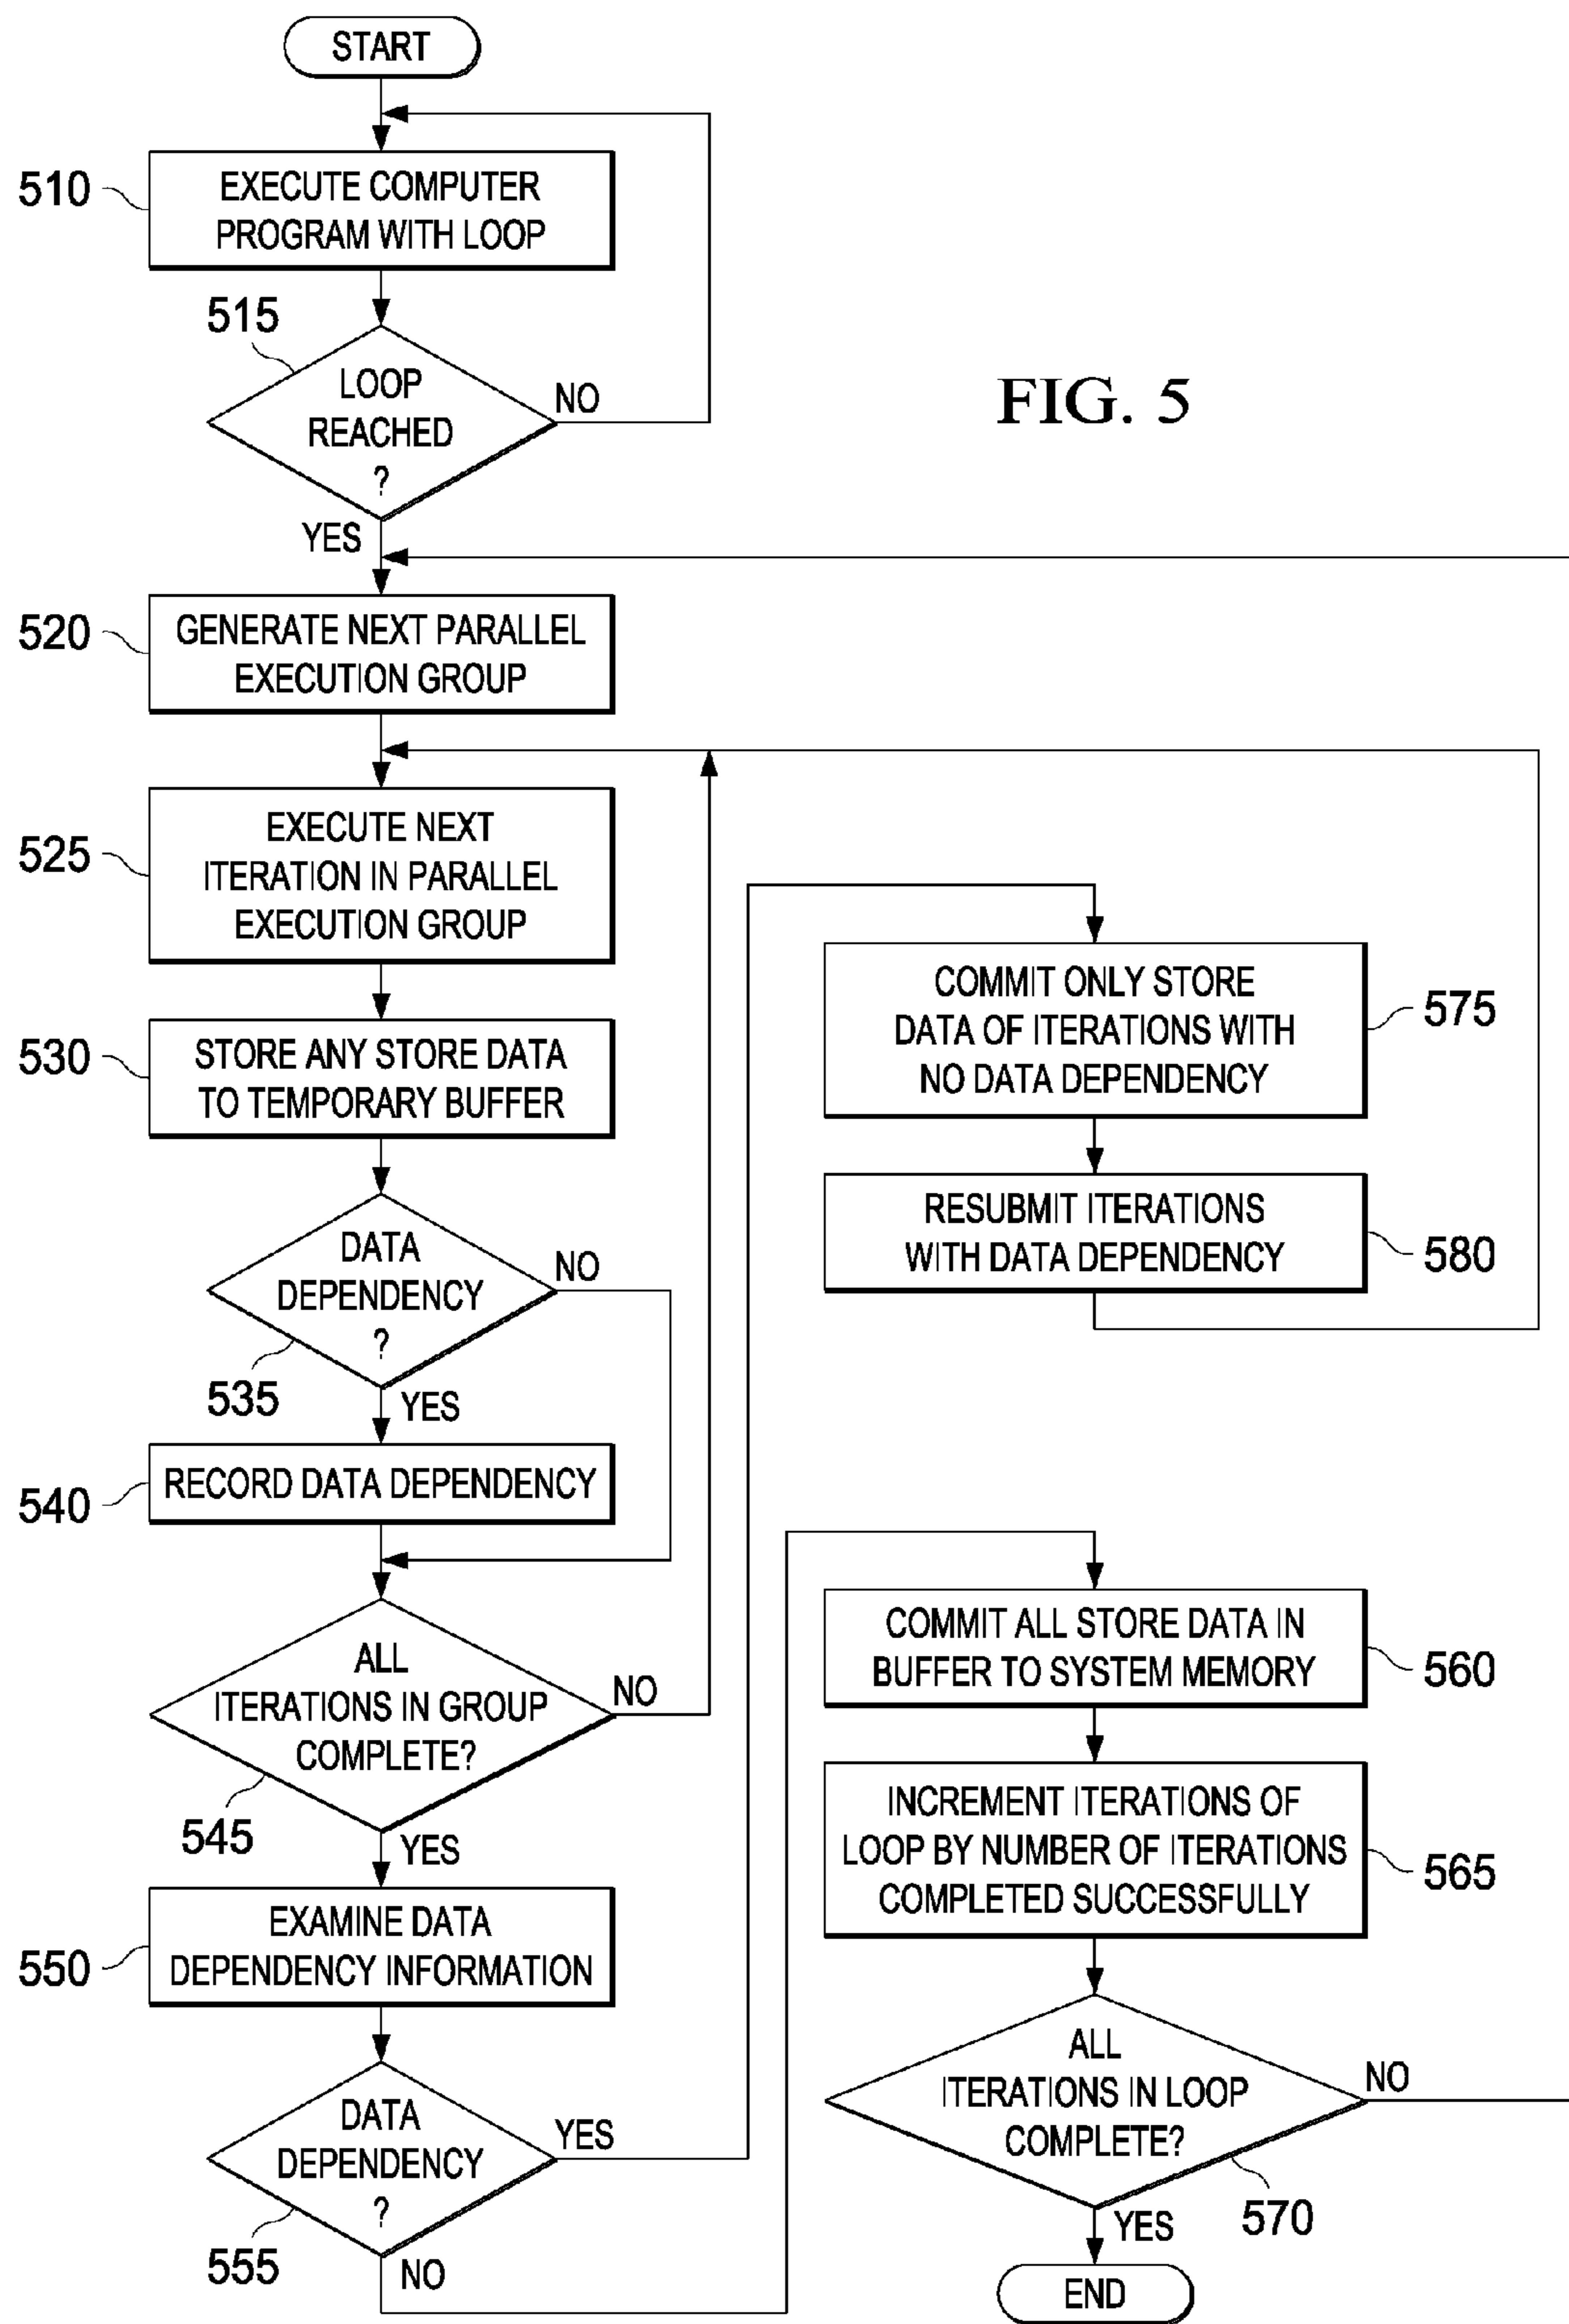 START
510
EXECUTE COMPUTER
PROGRAM WITH LOOP
515
LOOP
REACHED
?
NO
YES
FIG. 5
520
GENERATE NEXT PARALLEL
EXECUTION GROUP
525
EXECUTE NEXT
ITERATION IN PARALLEL
EXECUTION GROUP
530
STORE ANY STORE DATA
TO TEMPORARY BUFFER
DATA
DEPENDENCY
?
NO
535
YES
540
RECORD DATA DEPENDENCY
ALL
ITERATIONS IN GROUP
COMPLETE?
NO
545
YES
550
EXAMINE DATA
DEPENDENCY INFORMATION
DATA
DEPENDENCY
?
YES
555
NO
COMMIT ONLY STORE
DATA OF ITERATIONS WITH
NO DATA DEPENDENCY
575
RESUBMIT ITERATIONS
WITH DATA DEPENDENCY
580
COMMIT ALL STORE DATA IN
BUFFER TO SYSTEM MEMORY
560
INCREMENT ITERATIONS OF
LOOP BY NUMBER OF ITERATIONS
COMPLETED SUCCESSFULLY
565
ALL
ITERATIONS IN LOOP
COMPLETE?
NO
570
YES
END